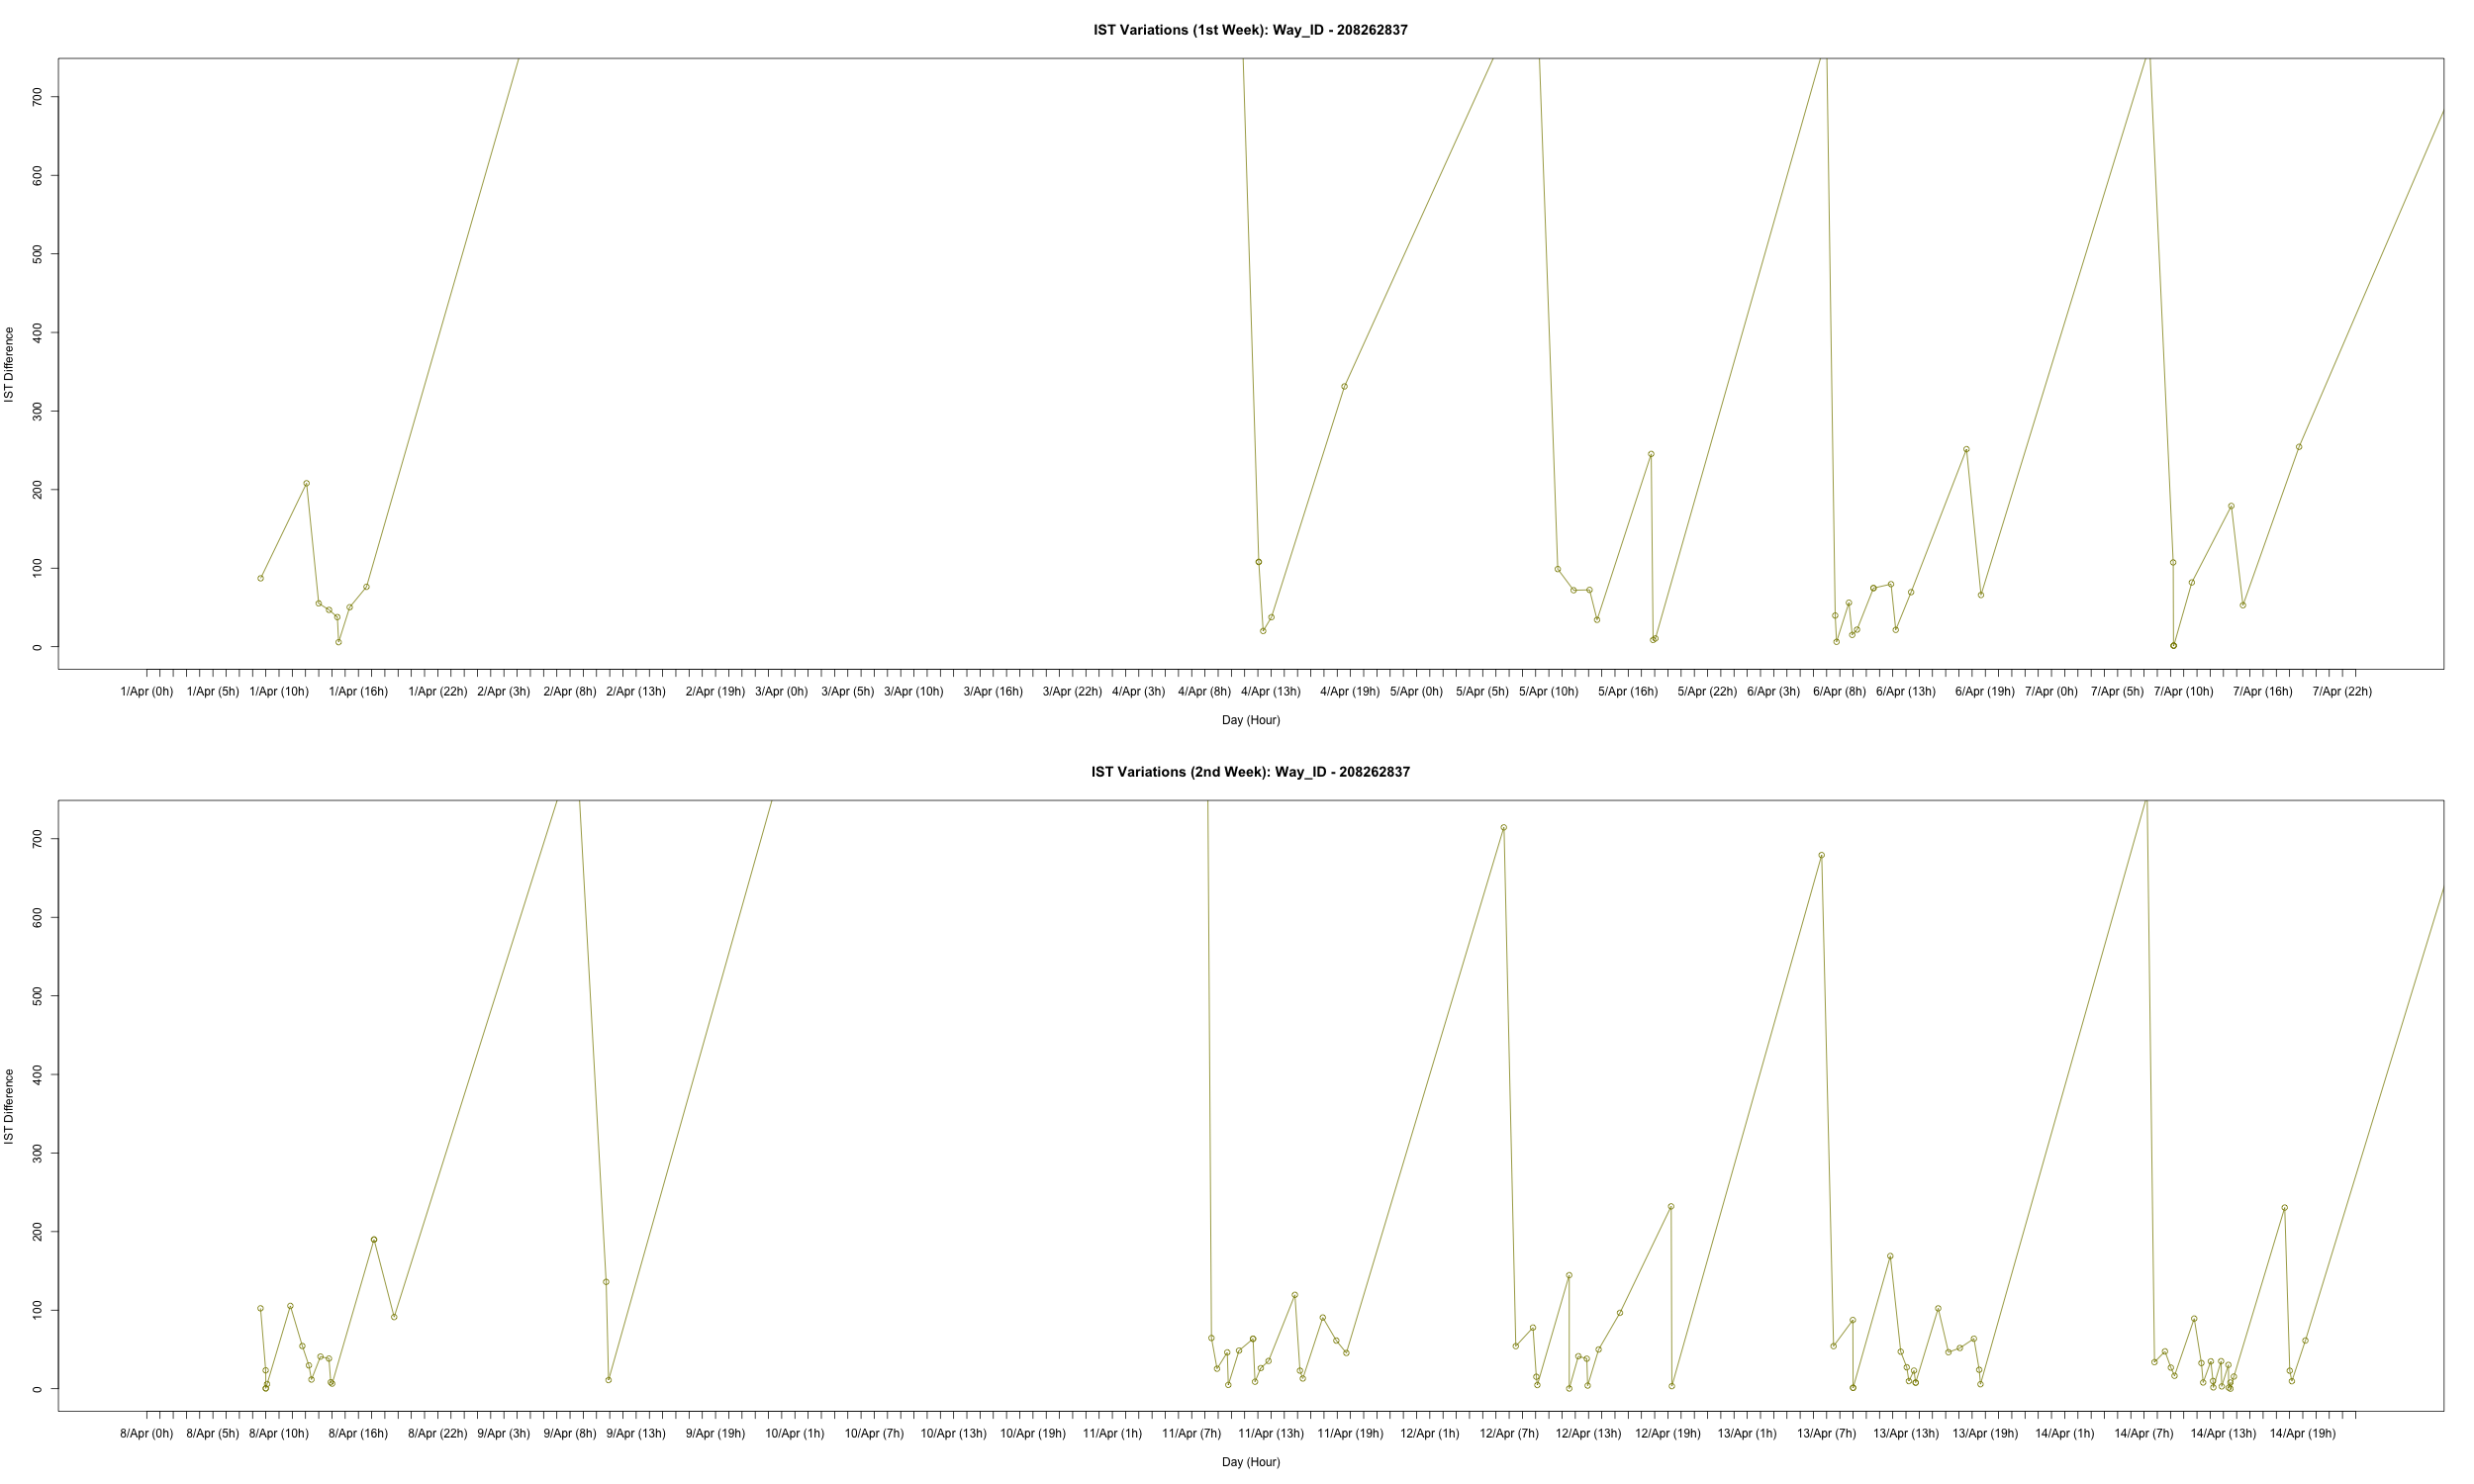 IST Variations (1st Week): Way_ID - 208262837
IST Difference
700
600
500
400
300
200
100
0
1/Apr (0h) 1/Apr (5h) 1/Apr (10h) 1/Apr (16h) 1/Apr (22h) 2/Apr (3h) 2/Apr (8h) 2/Apr (13h) 2/Apr (19h) 3/Apr (0h) 3/Apr (5h) 3/Apr (10h) 3/Apr (16h) 3/Apr (22h) 4/Apr (3h) 4/Apr (8h) 4/Apr (13h) 4/Apr (19h) 5/Apr (0h) 5/Apr (5h) 5/Apr (10h) 5/Apr (16h) 5/Apr (22h) 6/Apr (3h) 6/Apr (8h) 6/Apr (13h) 6/Apr (19h) 7/Apr (0h) 7/Apr (5h) 7/Apr (10h) 7/Apr (16h) 7/Apr (22h)
Day (Hour)
IST Variations (2nd Week): Way_ID - 208262837
IST Difference
700
600
500
400
300
200
100
0
8/Apr (0h) 8/Apr (5h) 8/Apr (10h) 8/Apr (16h) 8/Apr (22h) 9/Apr (3h) 9/Apr (8h) 9/Apr (13h) 9/Apr (19h) 10/Apr (1h) 10/Apr (7h) 10/Apr (13h) 10/Apr (19h) 11/Apr (1h) 11/Apr (7h) 11/Apr (13h) 11/Apr (19h) 12/Apr (1h) 12/Apr (7h) 12/Apr (13h) 12/Apr (19h) 13/Apr (1h) 13/Apr (7h) 13/Apr (13h) 13/Apr (19h) 14/Apr (1h) 14/Apr (7h) 14/Apr (13h) 14/Apr (19h)
Day (Hour)